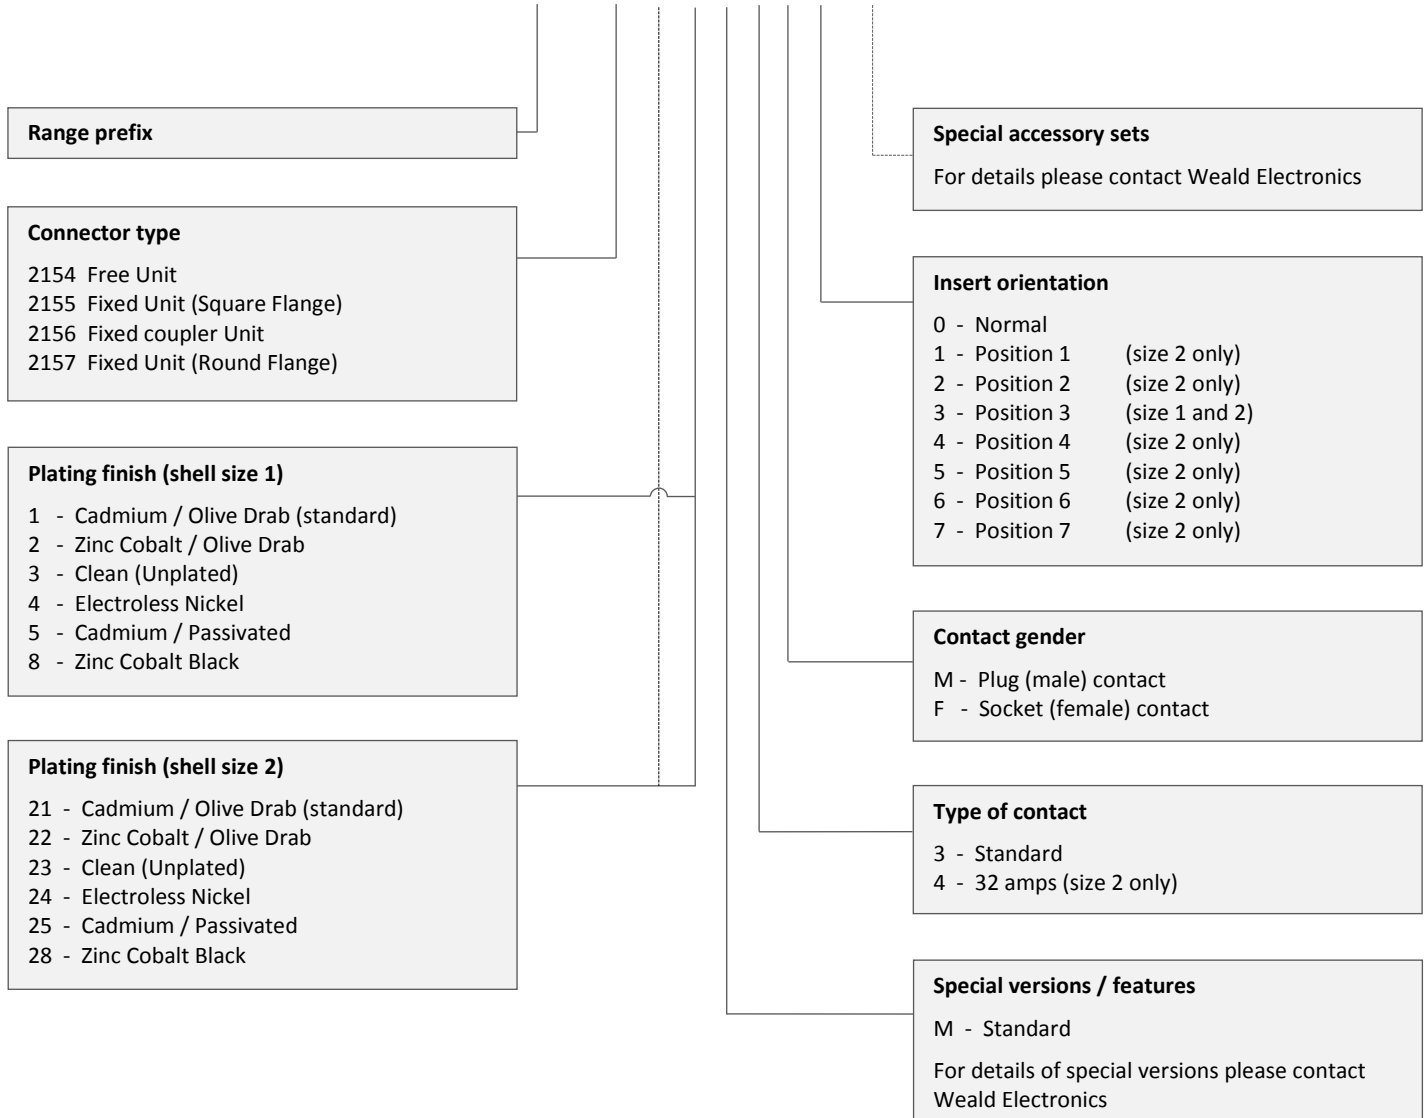 Range prefix
Connector type
2154 Free Unit
2155 Fixed Unit (Square Flange)
2156 Fixed coupler Unit
2157 Fixed Unit (Round Flange)
Plating finish (shell size 1)
1 - Cadmium / Olive Drab (standard)
2 - Zinc Cobalt / Olive Drab
3 - Clean (Unplated)
4 - Electroless Nickel
5 - Cadmium / Passivated
8 - Zinc Cobalt Black
Plating finish (shell size 2)
21 - Cadmium / Olive Drab (standard)
22 - Zinc Cobalt / Olive Drab
23 - Clean (Unplated)
24 - Electroless Nickel
25 - Cadmium / Passivated
28 - Zinc Cobalt Black
Special accessory sets
For details please contact Weald Electronics
Insert orientation
0 - Normal
1 - Position 1 (size 2 only)
2 - Position 2 (size 2 only)
3 - Position 3 (size 1 and 2)
4 - Position 4 (size 2 only)
5 - Position 5 (size 2 only)
6 - Position 6 (size 2 only)
7 - Position 7 (size 2 only)
Contact gender
M - Plug (male) contact
F - Socket (female) contact
Type of contact
3 - Standard
4 - 32 amps (size 2 only)
Special versions / features
M - Standard
For details of special versions please contact
Weald Electronics